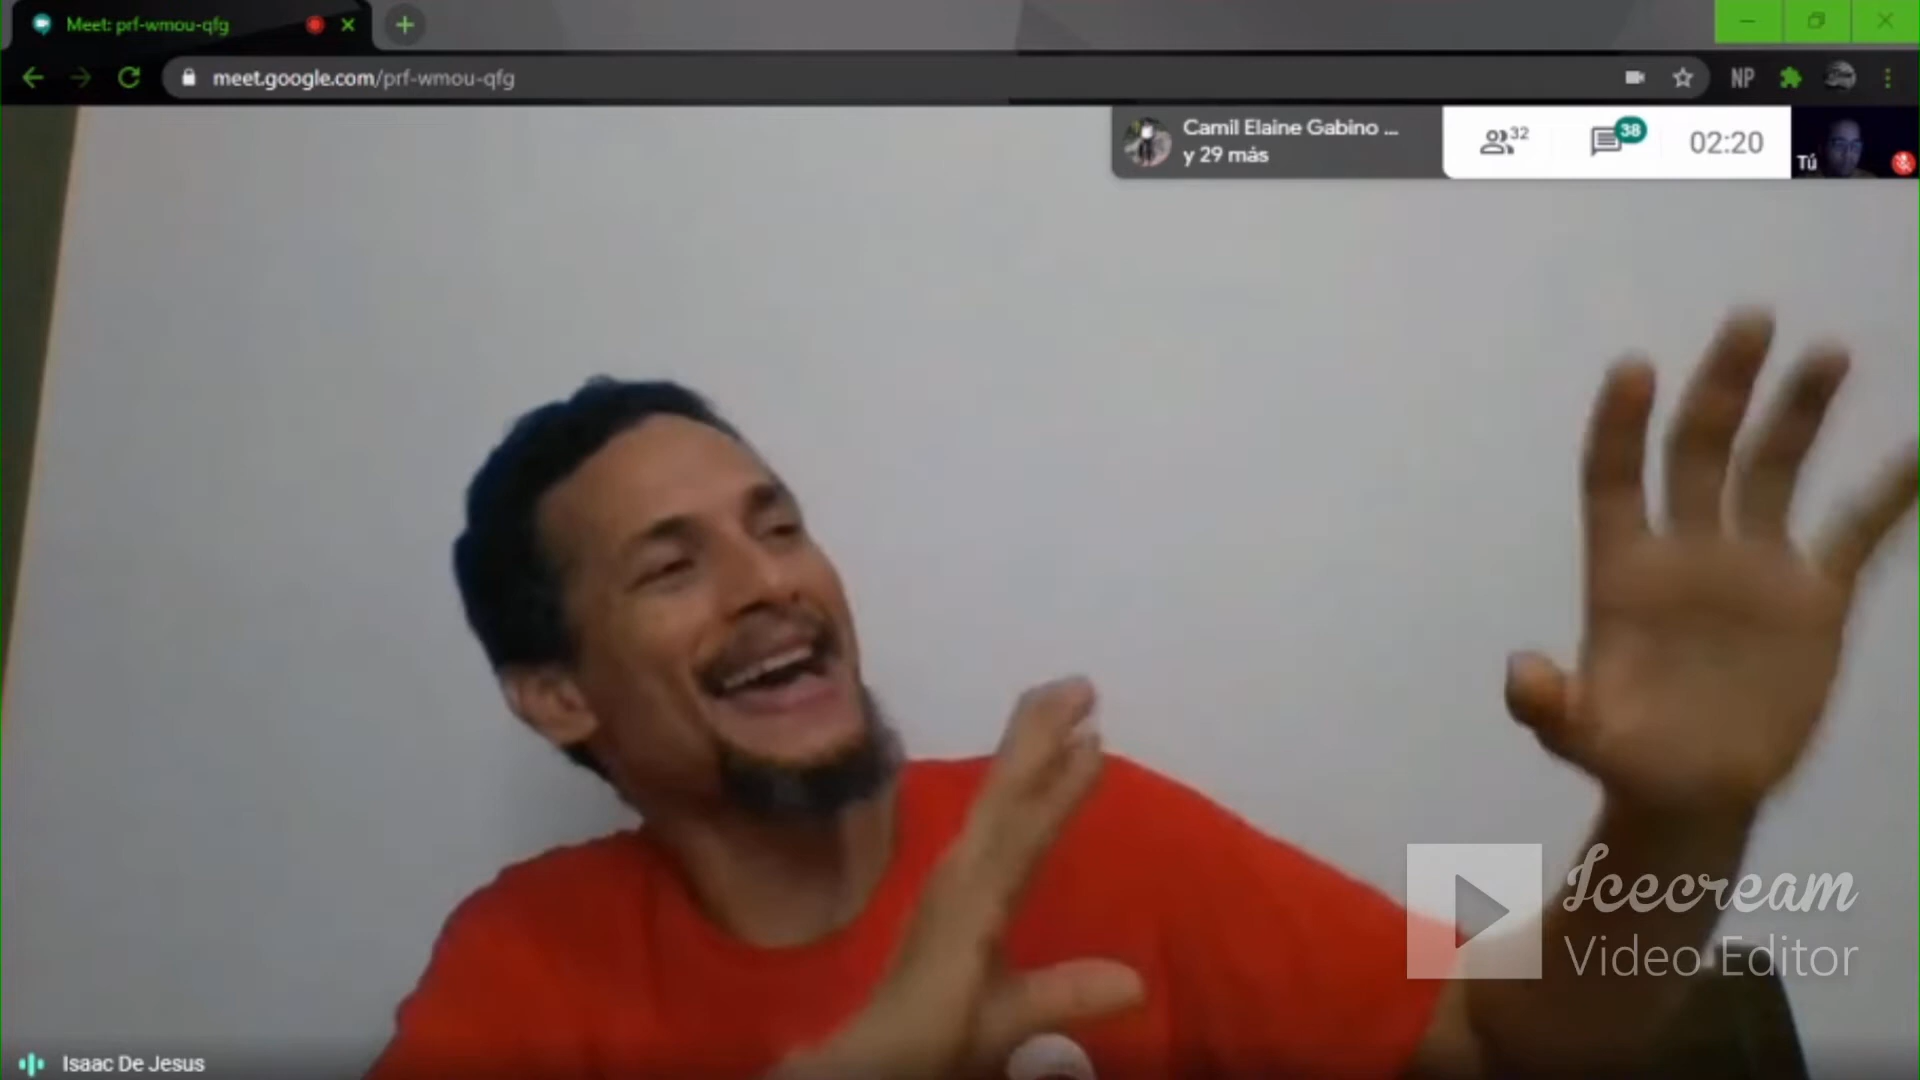 Meet: prf-wmou-qfg
meet.google.com/prf-wmou-qfg
NP
Camil Elaine Gabino ...
y 29 más
32
38
02:20
Tú
Icecream
Video Editor
Isaac De Jesus